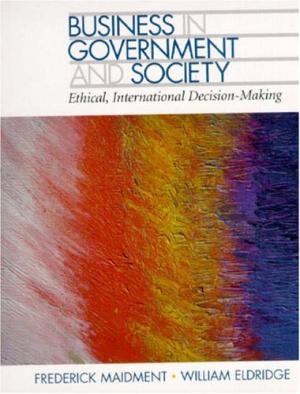 BUSINESS IN
GOVERNMENT
AND SOCIETY
Ethical, International Decision-Making
FREDERICK MAIDMENT • WILLIAM ELDRIDGE